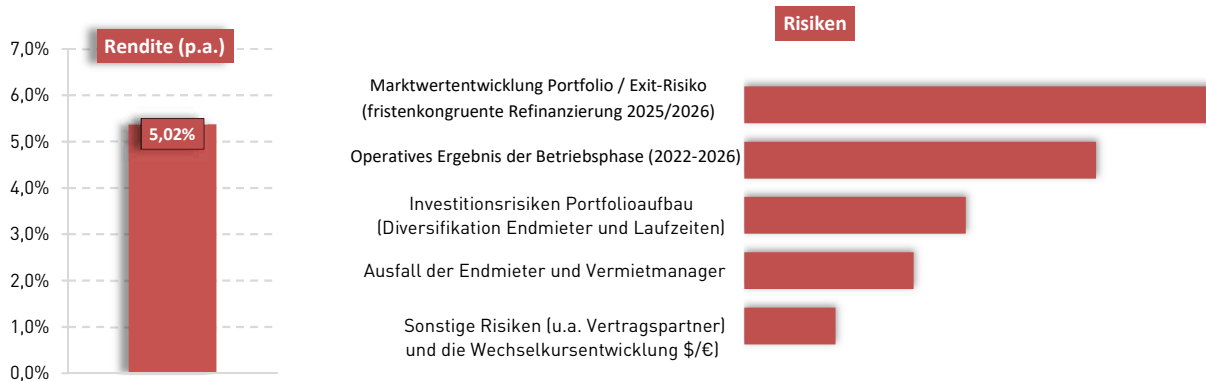 Rendite (p.a.)
7,0%
6,0%
5,0%
4,0%
3,0%
2,0%
1,0%
0,0%
5,02%
Risiken
Marktwertentwicklung Portfolio / Exit-Risiko
(fristenkongruente Refinanzierung 2025/2026)
Operatives Ergebnis der Betriebsphase (2022-2026)
Investitionsrisiken Portfolioaufbau
(Diversifikation Endmieter und Laufzeiten)
Ausfall der Endmieter und Vermietmanager
Sonstige Risiken (u.a. Vertragspartner)
und die Wechselkursentwicklung $/€)